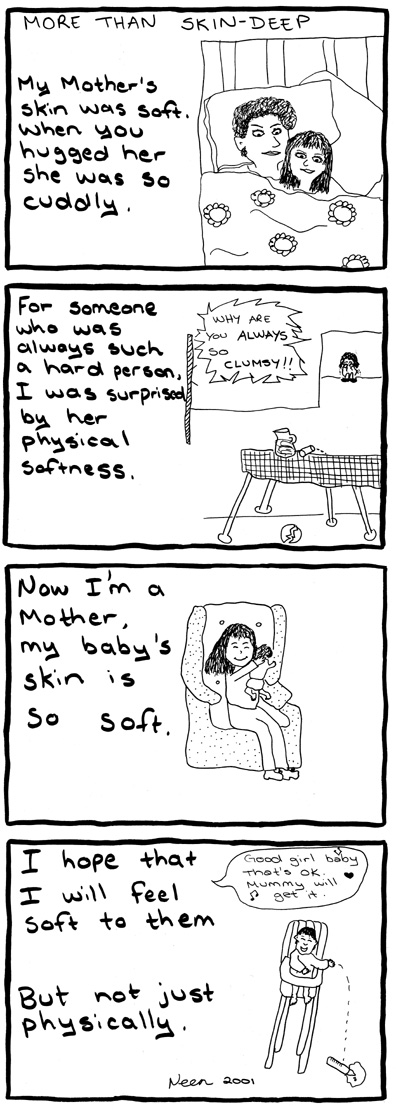 MORE THAN SKIN-DEEP
My Mother's
skin was soft.
When you
hugged her
she was so
cuddly.
For someone
who was
always such
a hard person,
I was surprised
by her
physical
softness.
WHY ARE
YOU ALWAYS
SO
CLUMSY!!
Now I'm a
Mother,
my baby's
skin is
so soft.
I hope that
I will feel
soft to them
But not just
physically.
Good girl baby
That's OK.
Mummy will
get it.
Neen 2001